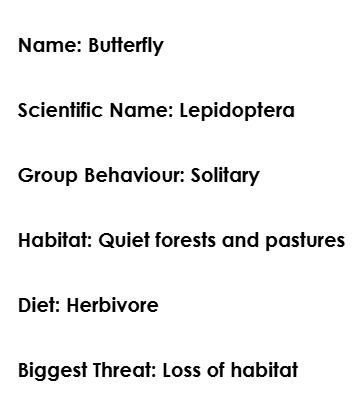 Name: Butterfly
Scientific Name: Lepidoptera
Group Behaviour: Solitary
Habitat: Quiet forests and pastures
Diet: Herbivore
Biggest Threat: Loss of habitat